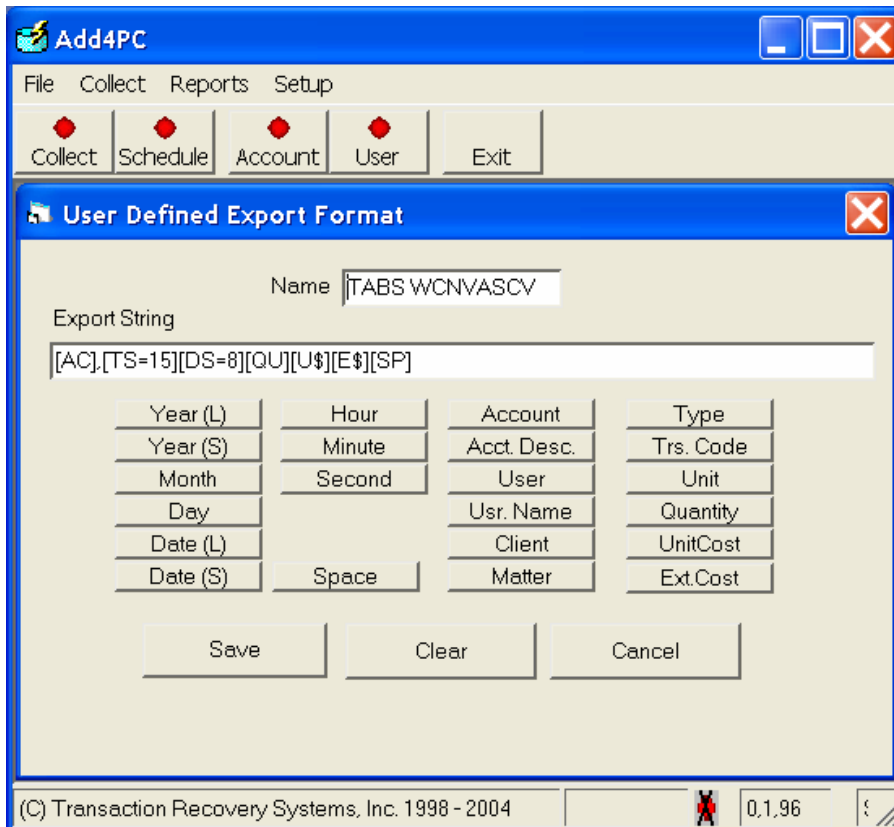 Add4PC
File Collect Reports Setup
Collect Schedule Account User Exit
User Defined Export Format
Name TABS WCNVASCV
Export String
[AC],[TS=15][DS=8][QU][U$][E$][SP]
Year (L) Hour Account Type
Year (S) Minute Acct. Desc. Trs. Code
Month Second User Unit
Day Usr. Name Quantity
Date (L) Client UnitCost
Date (S) Space Matter Ext.Cost
Save Clear Cancel
(C) Transaction Recovery Systems, Inc. 1998 - 2004 0,1,96